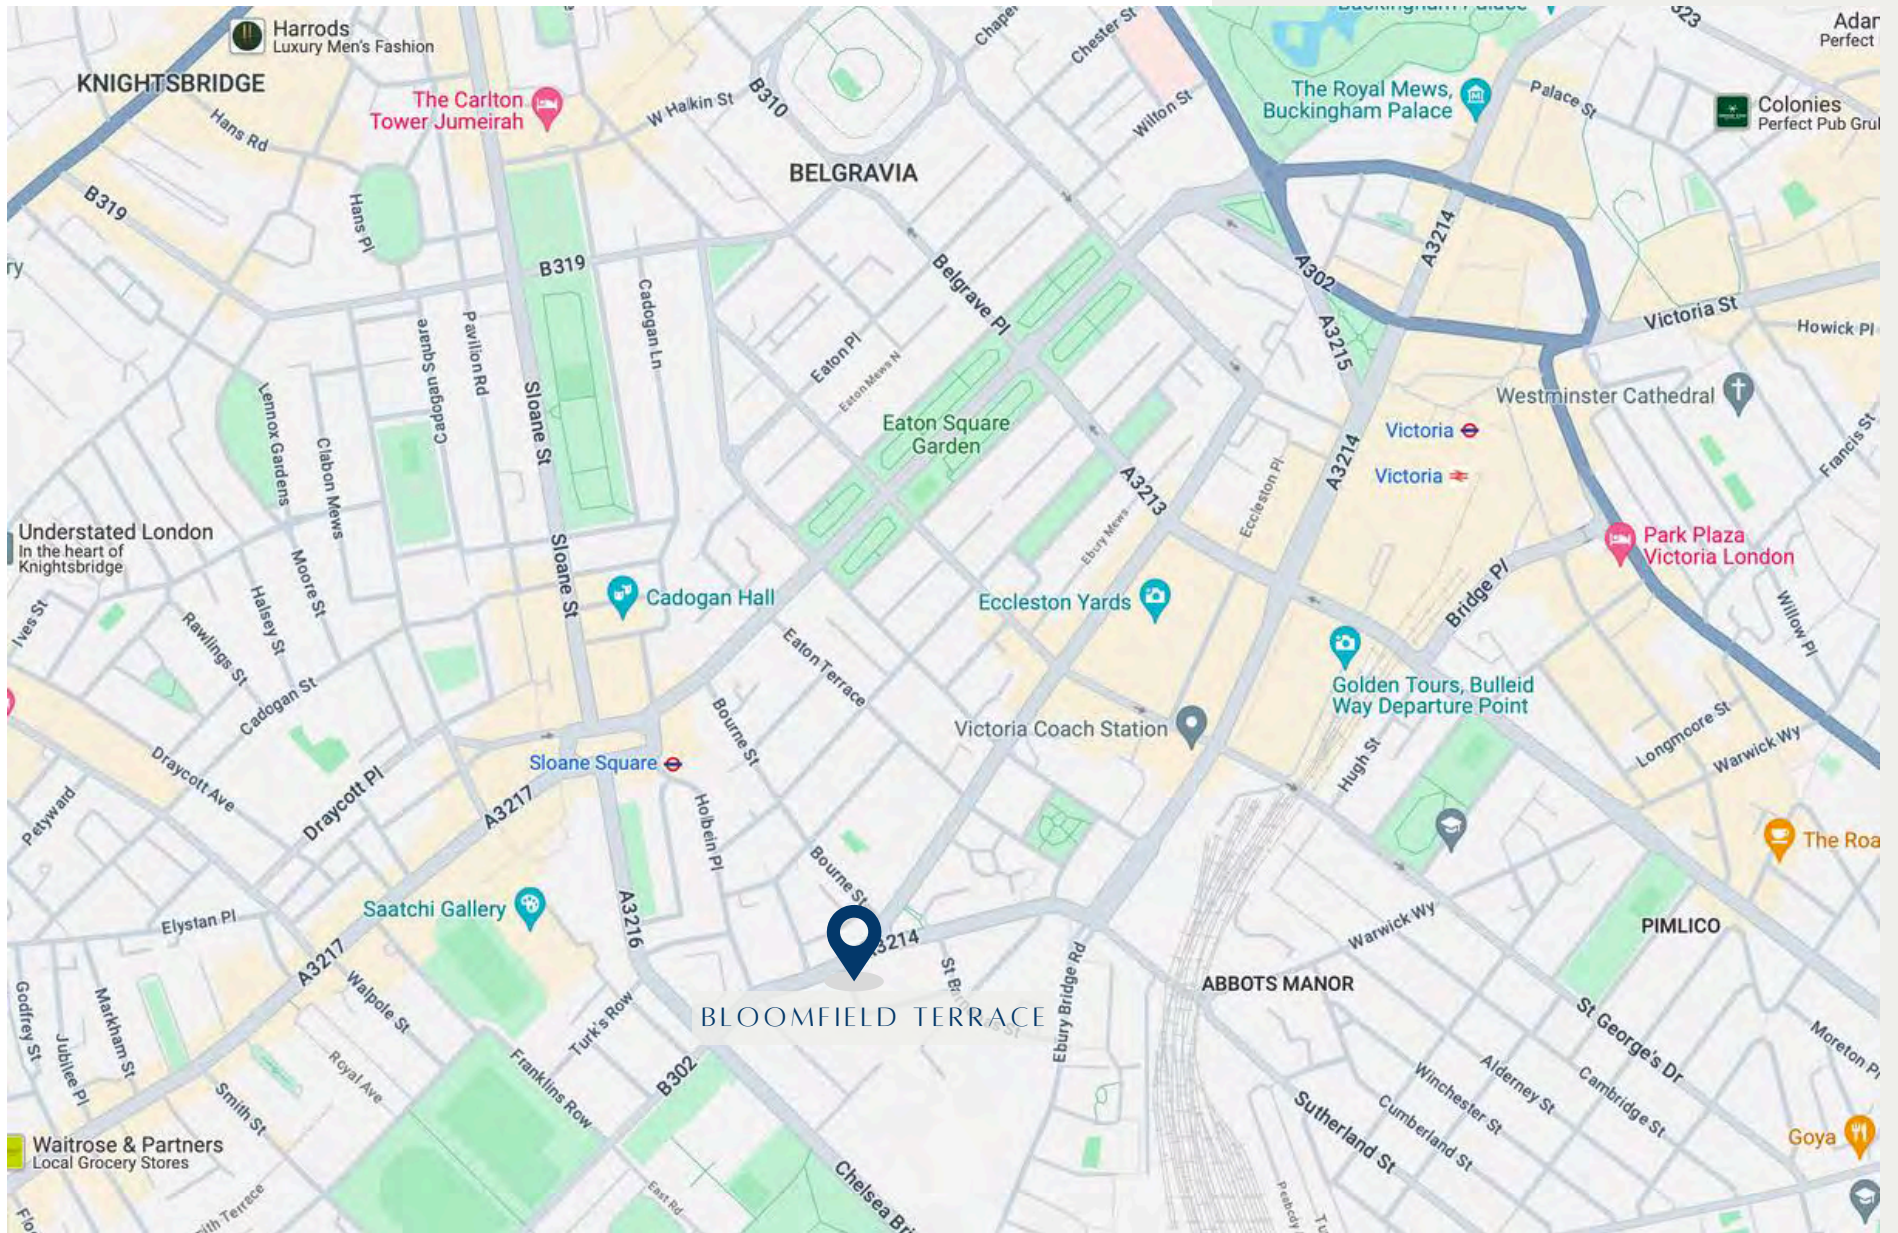 Buckingham Palace
Harrods
Luxury Men's Fashion
KNIGHTSBRIDGE
Hans Rd
The Carlton
Tower Jumeirah
W Halkin St
B310
Chester St
Wilton St
The Royal Mews,
Buckingham Palace
Palace St
Colonies
Perfect Pub
BELGRAVIA
B319
Hans Pl
B319
Cadogan Ln
Belgrave Pl
A302
A3214
A3215
Victoria St
Howick Pl
Cadogan Square
Pavilion Rd
Sloane St
Eaton Pl
Eaton Mews N
Eaton Square
Garden
Westminster Cathedral
Victoria
Victoria
Francis St
Lennox Gardens
Clabon Mews
A3213
A3214
Eccleston Pl
Ebury Mews
Understated London
In the heart of
Knightsbridge
Sloane St
Park Plaza
Victoria London
Bridge Pl
Willow Pl
Ives St
Moore St
Halsey St
Rawlings St
Cadogan St
Cadogan Hall
Eccleston Yards
Eaton Terrace
Golden Tours, Bulleid
Way Departure Point
Bourne St
Victoria Coach Station
Hugh St
Longmoore St
Warwick Wy
Sloane Square
Draycott Ave
Draycott Pl
A3217
Petyward
Holbein Pl
Bourne St
The
Elystan Pl
Saatchi Gallery
A3216
A3214
Warwick Wy
PIMLICO
A3217
Walpole St
St Barnabas St
Ebury Bridge Rd
ABBOTS MANOR
BLOOMFIELD TERRACE
Godfrey St
Markham St
Jubilee Pl
Turk's Row
St George's Dr
Moreton Pl
Royal Ave
Franklins Row
B302
Smith St
Winchester St
Alderney St
Cambridge St
Cumberland St
Sutherland St
Goya
Waitrose & Partners
Local Grocery Stores
Chelsea
East Rd
Terrace
Peabody